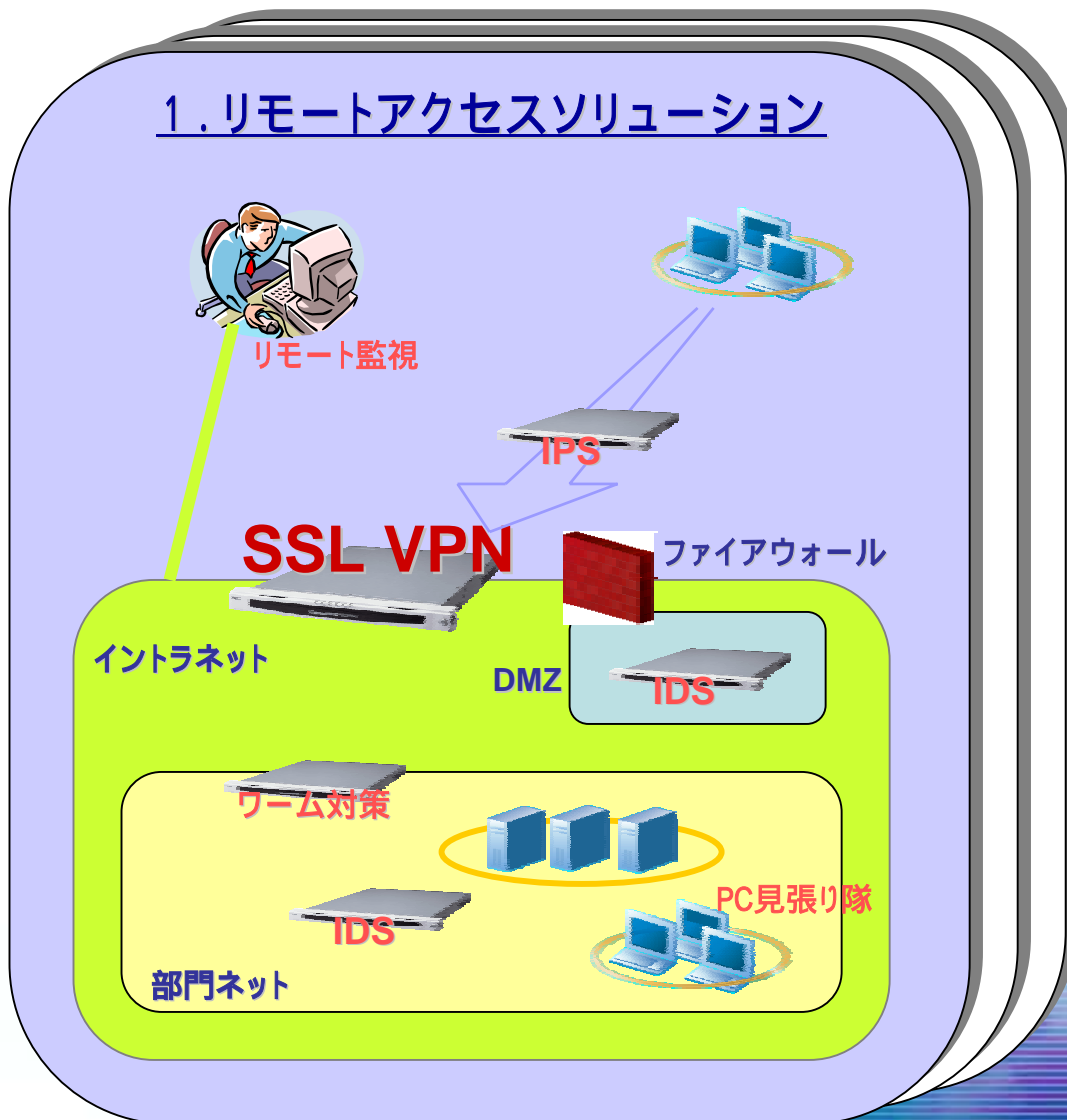 １．リモートアクセスソリューション
リモート監視
IPS
SSL VPN
ファイアウォール
イントラネット
DMZ
IDS
ワーム対策
PC見張り隊
IDS
部門ネット